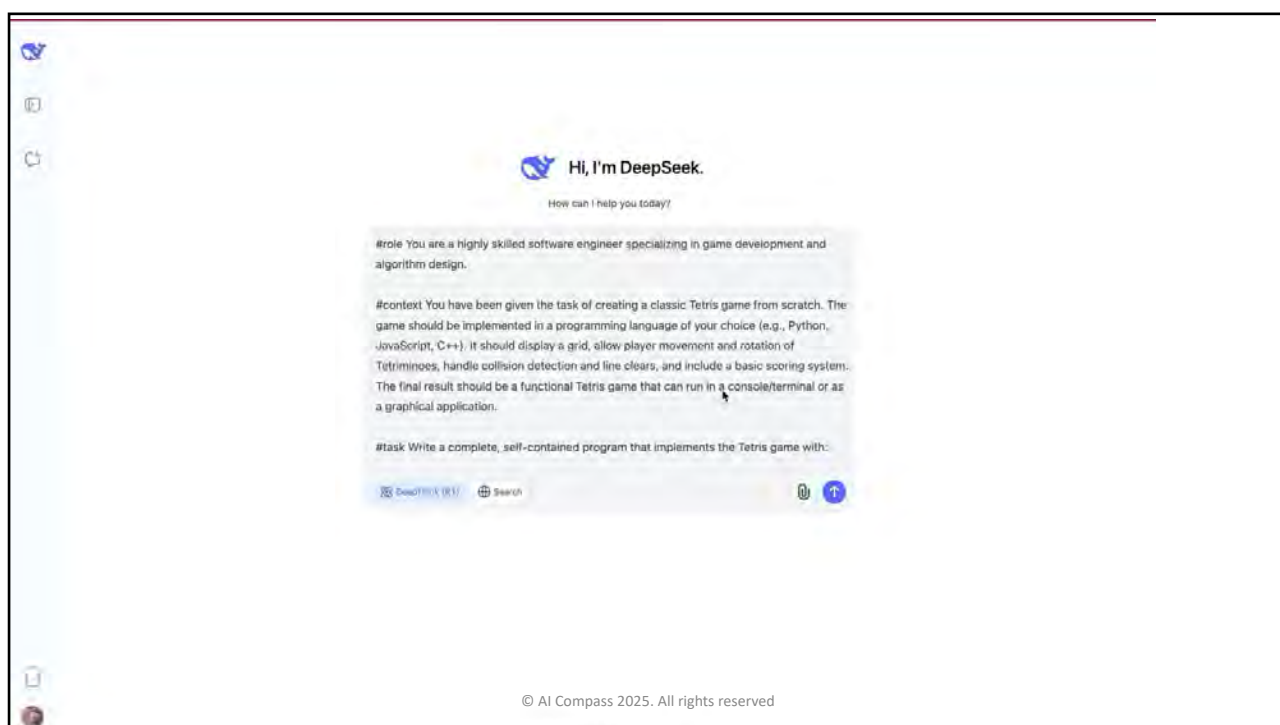 Hi, I'm DeepSeek.
How can I help you today?
#role You are a highly skilled software engineer specializing in game development and
algorithm design.
#context You have been given the task of creating a classic Tetris game from scratch. The
game should be implemented in a programming language of your choice (e.g., Python,
JavaScript, C++). It should display a grid, allow player movement and rotation of
Tetriminoes, handle collision detection and line clears, and include a basic scoring system.
The final result should be a functional Tetris game that can run in a console/terminal or as
a graphical application.
#task Write a complete, self-contained program that implements the Tetris game with:
DeepThink (R1) Search
© AI Compass 2025. All rights reserved